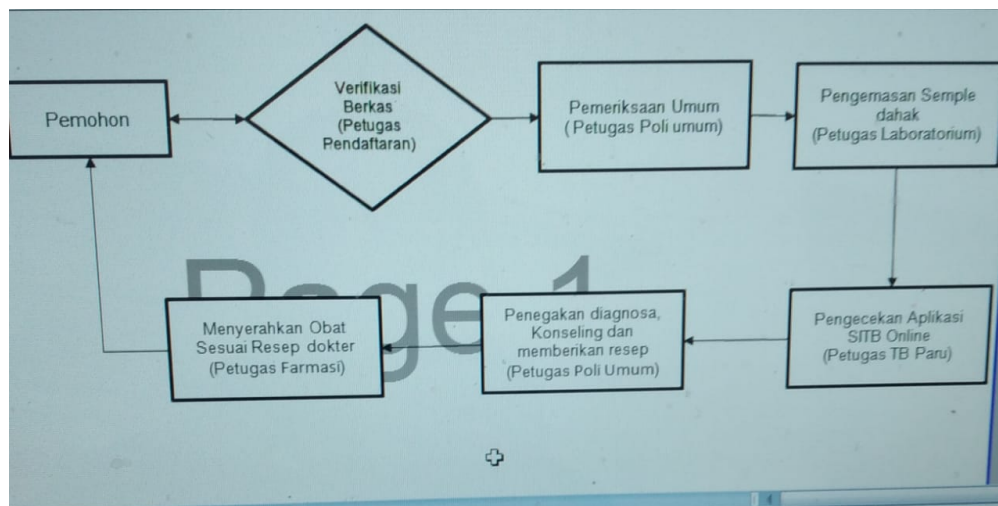 Pemohon
Verifikasi
Berkas
(Petugas
Pendaftaran)
Pemeriksaan Umum
( Petugas Poli umum)
Pengemasan Semple
dahak
(Petugas Laboratorium)
Pengecekan Aplikasi
SITB Online
(Petugas TB Paru)
Penegakan diagnosa,
Konseling dan
memberikan resep
(Petugas Poli Umum)
Menyerahkan Obat
Sesuai Resep dokter
(Petugas Farmasi)
Page 1